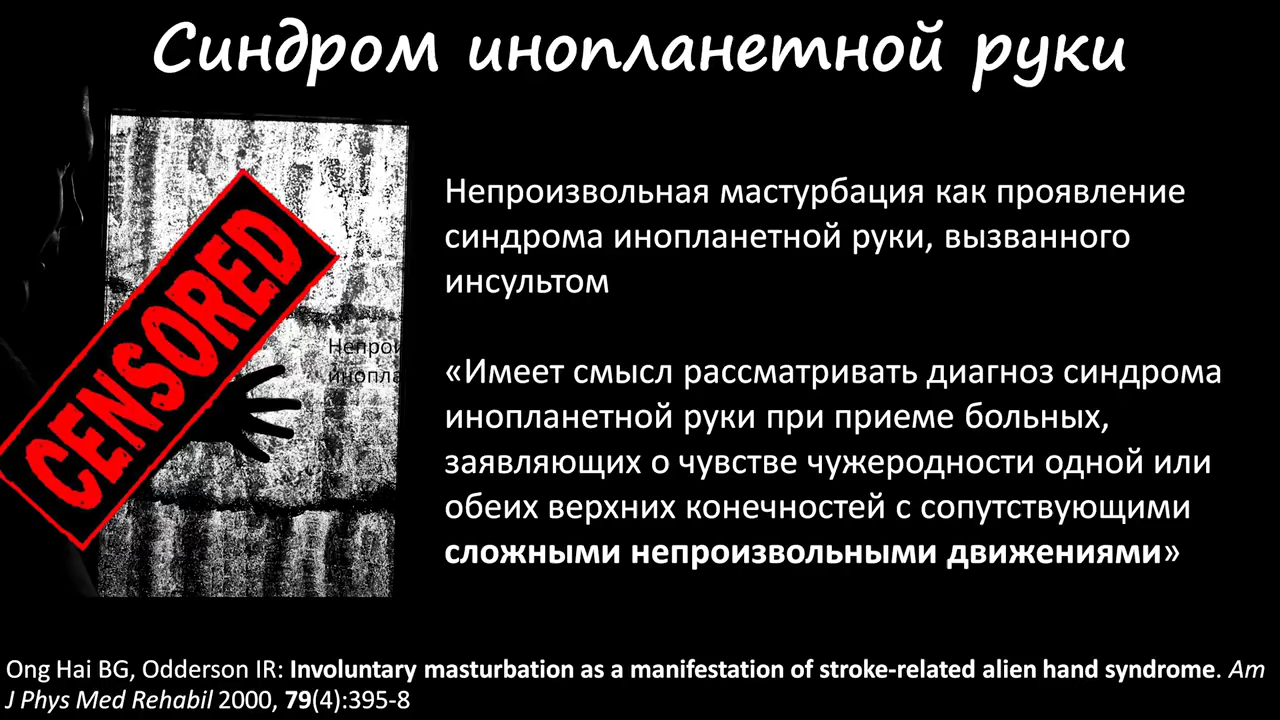 Синдром инопланетной руки
CENSORED
Непроизвольная мастурбация как проявление
синдрома инопланетной руки, вызванного
инсультом
«Имеет смысл рассматривать диагноз синдрома
инопланетной руки при приеме больных,
заявляющих о чувстве чужеродности одной или
обеих верхних конечностей с сопутствующими
сложными непроизвольными движениями»
Ong Hai BG, Odderson IR: Involuntary masturbation as a manifestation of stroke-related alien hand syndrome. Am
J Phys Med Rehabil 2000, 79(4):395-8